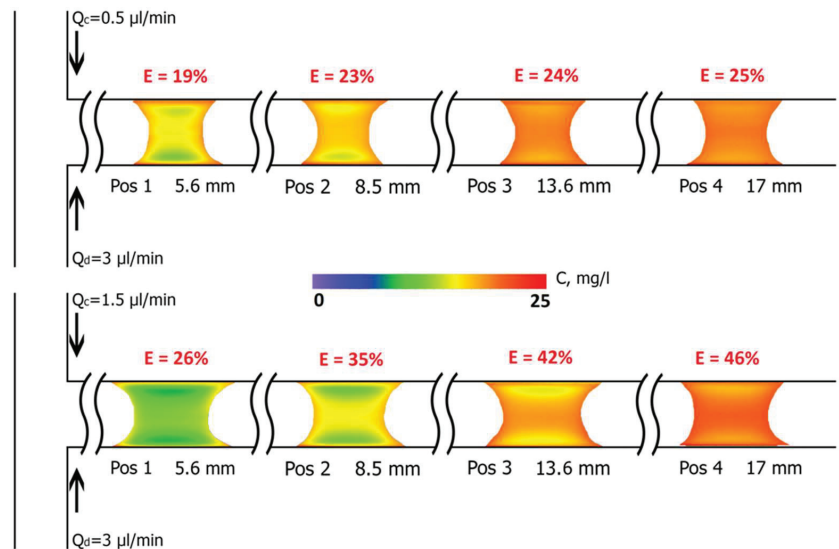 Qc=0.5 µl/min
E = 19% E = 23% E = 24% E = 25%
Pos 1 5.6 mm Pos 2 8.5 mm Pos 3 13.6 mm Pos 4 17 mm
Qd=3 µl/min
C, mg/l
0 25
Qc=1.5 µl/min
E = 26% E = 35% E = 42% E = 46%
Pos 1 5.6 mm Pos 2 8.5 mm Pos 3 13.6 mm Pos 4 17 mm
Qd=3 µl/min